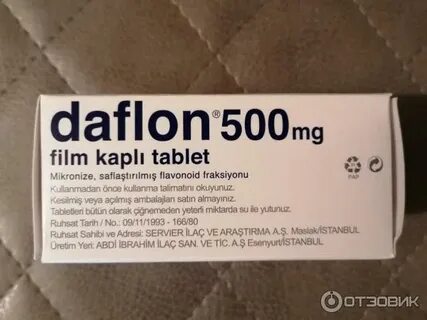 daflon® 500 mg
film kaplı tablet
Mikronize, saflaştırılmış flavonoid fraksiyonu
Kullanmadan önce kullanma talimatını okuyunuz.
Kesilmiş veya açılmış ambalajları satın almayınız.
Tabletleri bütün olarak çiğnemeden yeterli miktarda su ile yutunuz.
Ruhsat Tarih / No.: 09/11/1993 - 166/80
Ruhsat Sahibi ve Adresi: SERVIER İLAÇ VE ARAŞTIRMA A.Ş. Maslak/İSTANBUL
Üretim Yeri: ABDİ İBRAHİM İLAÇ SAN. VE TİC. A.Ş Esenyurt/İSTANBUL
PAP
ОТЗОВИК